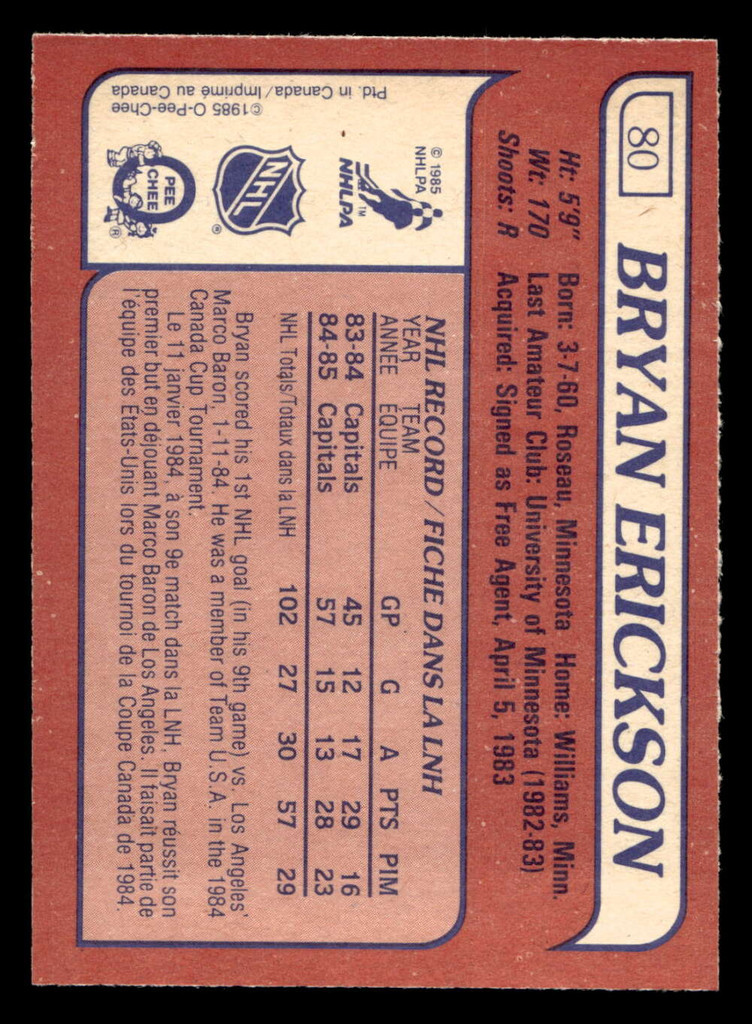 80
BRYAN ERICKSON
Ht: 5'9" Born: 3-7-60, Roseau, Minnesota Home: Williams, Minn.
Wt: 170 Last Amateur Club: University of Minnesota (1982-83)
Shoots: R Acquired: Signed as Free Agent, April 5, 1983
© 1985
NHLPA
NHLPA
TM
NHL
®
PEE
CHEE
®
©1985 O-Pee-Chee
Ptd. in Canada/Imprimé au Canada
NHL RECORD / FICHE DANS LA LNH
YEAR TEAM
ANNÉE ÉQUIPE GP G A PTS PIM
83-84 Capitals 45 12 17 29 16
84-85 Capitals 57 15 13 28 23
NHL Totals/Totaux dans la LNH 102 27 30 57 29
Bryan scored his 1st NHL goal (in his 9th game) vs. Los Angeles'
Marco Baron, 1-11-84. He was a member of Team U.S.A. in the 1984
Canada Cup Tournament.
Le 11 janvier 1984, à son 9e match dans la LNH, Bryan réussit son
premier but en déjouant Marco Baron de Los Angeles. Il faisait partie de
l'équipe des Etats-Unis lors du tournoi de la Coupe Canada de 1984.